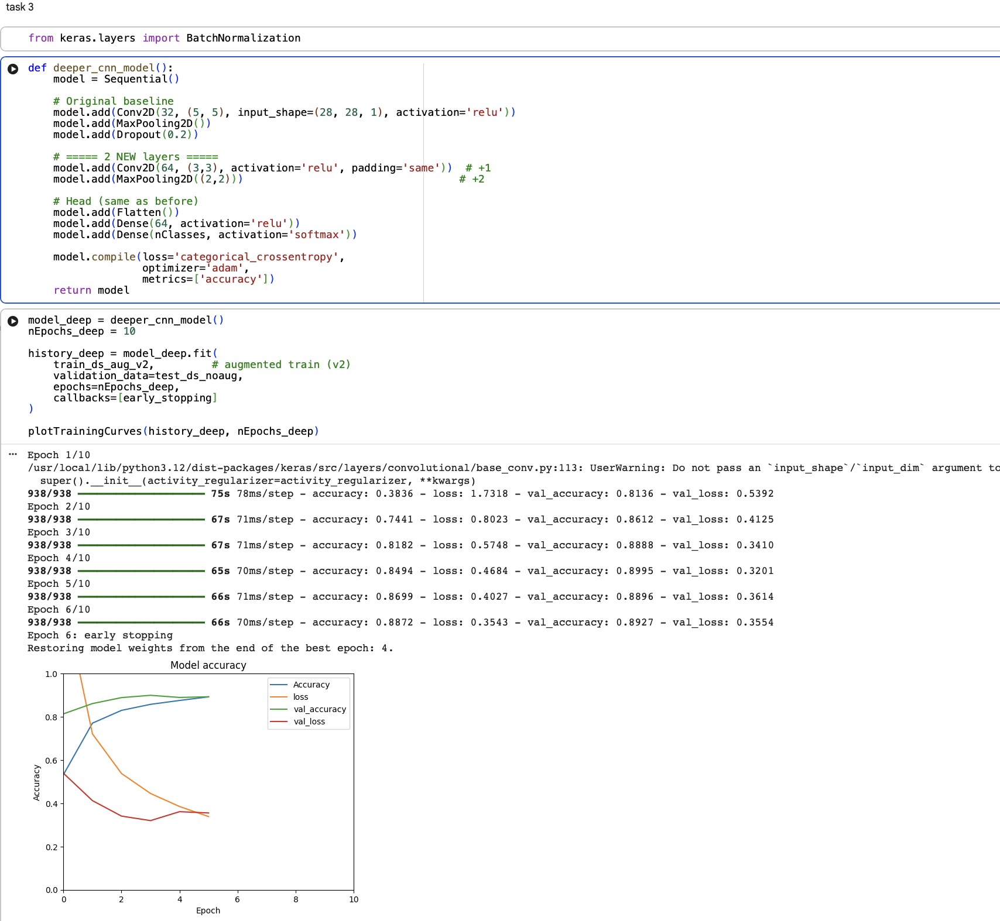 task 3
from keras.layers import BatchNormalization
def deeper_cnn_model():
    model = Sequential()
    # Original baseline
    model.add(Conv2D(32, (5, 5), input_shape=(28, 28, 1), activation='relu'))
    model.add(MaxPooling2D())
    model.add(Dropout(0.2))
    # ===== 2 NEW layers =====
    model.add(Conv2D(64, (3,3), activation='relu', padding='same'))  # +1
    model.add(MaxPooling2D((2,2)))                                  # +2
    # Head (same as before)
    model.add(Flatten())
    model.add(Dense(64, activation='relu'))
    model.add(Dense(nClasses, activation='softmax'))
    model.compile(loss='categorical_crossentropy',
                  optimizer='adam',
                  metrics=['accuracy'])
    return model
model_deep = deeper_cnn_model()
nEpochs_deep = 10
history_deep = model_deep.fit(
    train_ds_aug_v2,         # augmented train (v2)
    validation_data=test_ds_noaug,
    epochs=nEpochs_deep,
    callbacks=[early_stopping]
)
plotTrainingCurves(history_deep, nEpochs_deep)
Epoch 1/10
/usr/local/lib/python3.12/dist-packages/keras/src/layers/convolutional/base_conv.py:113: UserWarning: Do not pass an `input_shape`/`input_dim` argument to
  super().__init__(activity_regularizer=activity_regularizer, **kwargs)
938/938 75s 78ms/step - accuracy: 0.3836 - loss: 1.7318 - val_accuracy: 0.8136 - val_loss: 0.5392
Epoch 2/10
938/938 67s 71ms/step - accuracy: 0.7441 - loss: 0.8023 - val_accuracy: 0.8612 - val_loss: 0.4125
Epoch 3/10
938/938 67s 71ms/step - accuracy: 0.8182 - loss: 0.5748 - val_accuracy: 0.8888 - val_loss: 0.3410
Epoch 4/10
938/938 65s 70ms/step - accuracy: 0.8494 - loss: 0.4684 - val_accuracy: 0.8995 - val_loss: 0.3201
Epoch 5/10
938/938 66s 71ms/step - accuracy: 0.8699 - loss: 0.4027 - val_accuracy: 0.8896 - val_loss: 0.3614
Epoch 6/10
938/938 66s 70ms/step - accuracy: 0.8872 - loss: 0.3543 - val_accuracy: 0.8927 - val_loss: 0.3554
Epoch 6: early stopping
Restoring model weights from the end of the best epoch: 4.
Model accuracy
1.0
0.8
0.6
0.4
0.2
0.0
Accuracy
Accuracy
loss
val_accuracy
val_loss
0 2 4 6 8 10
Epoch